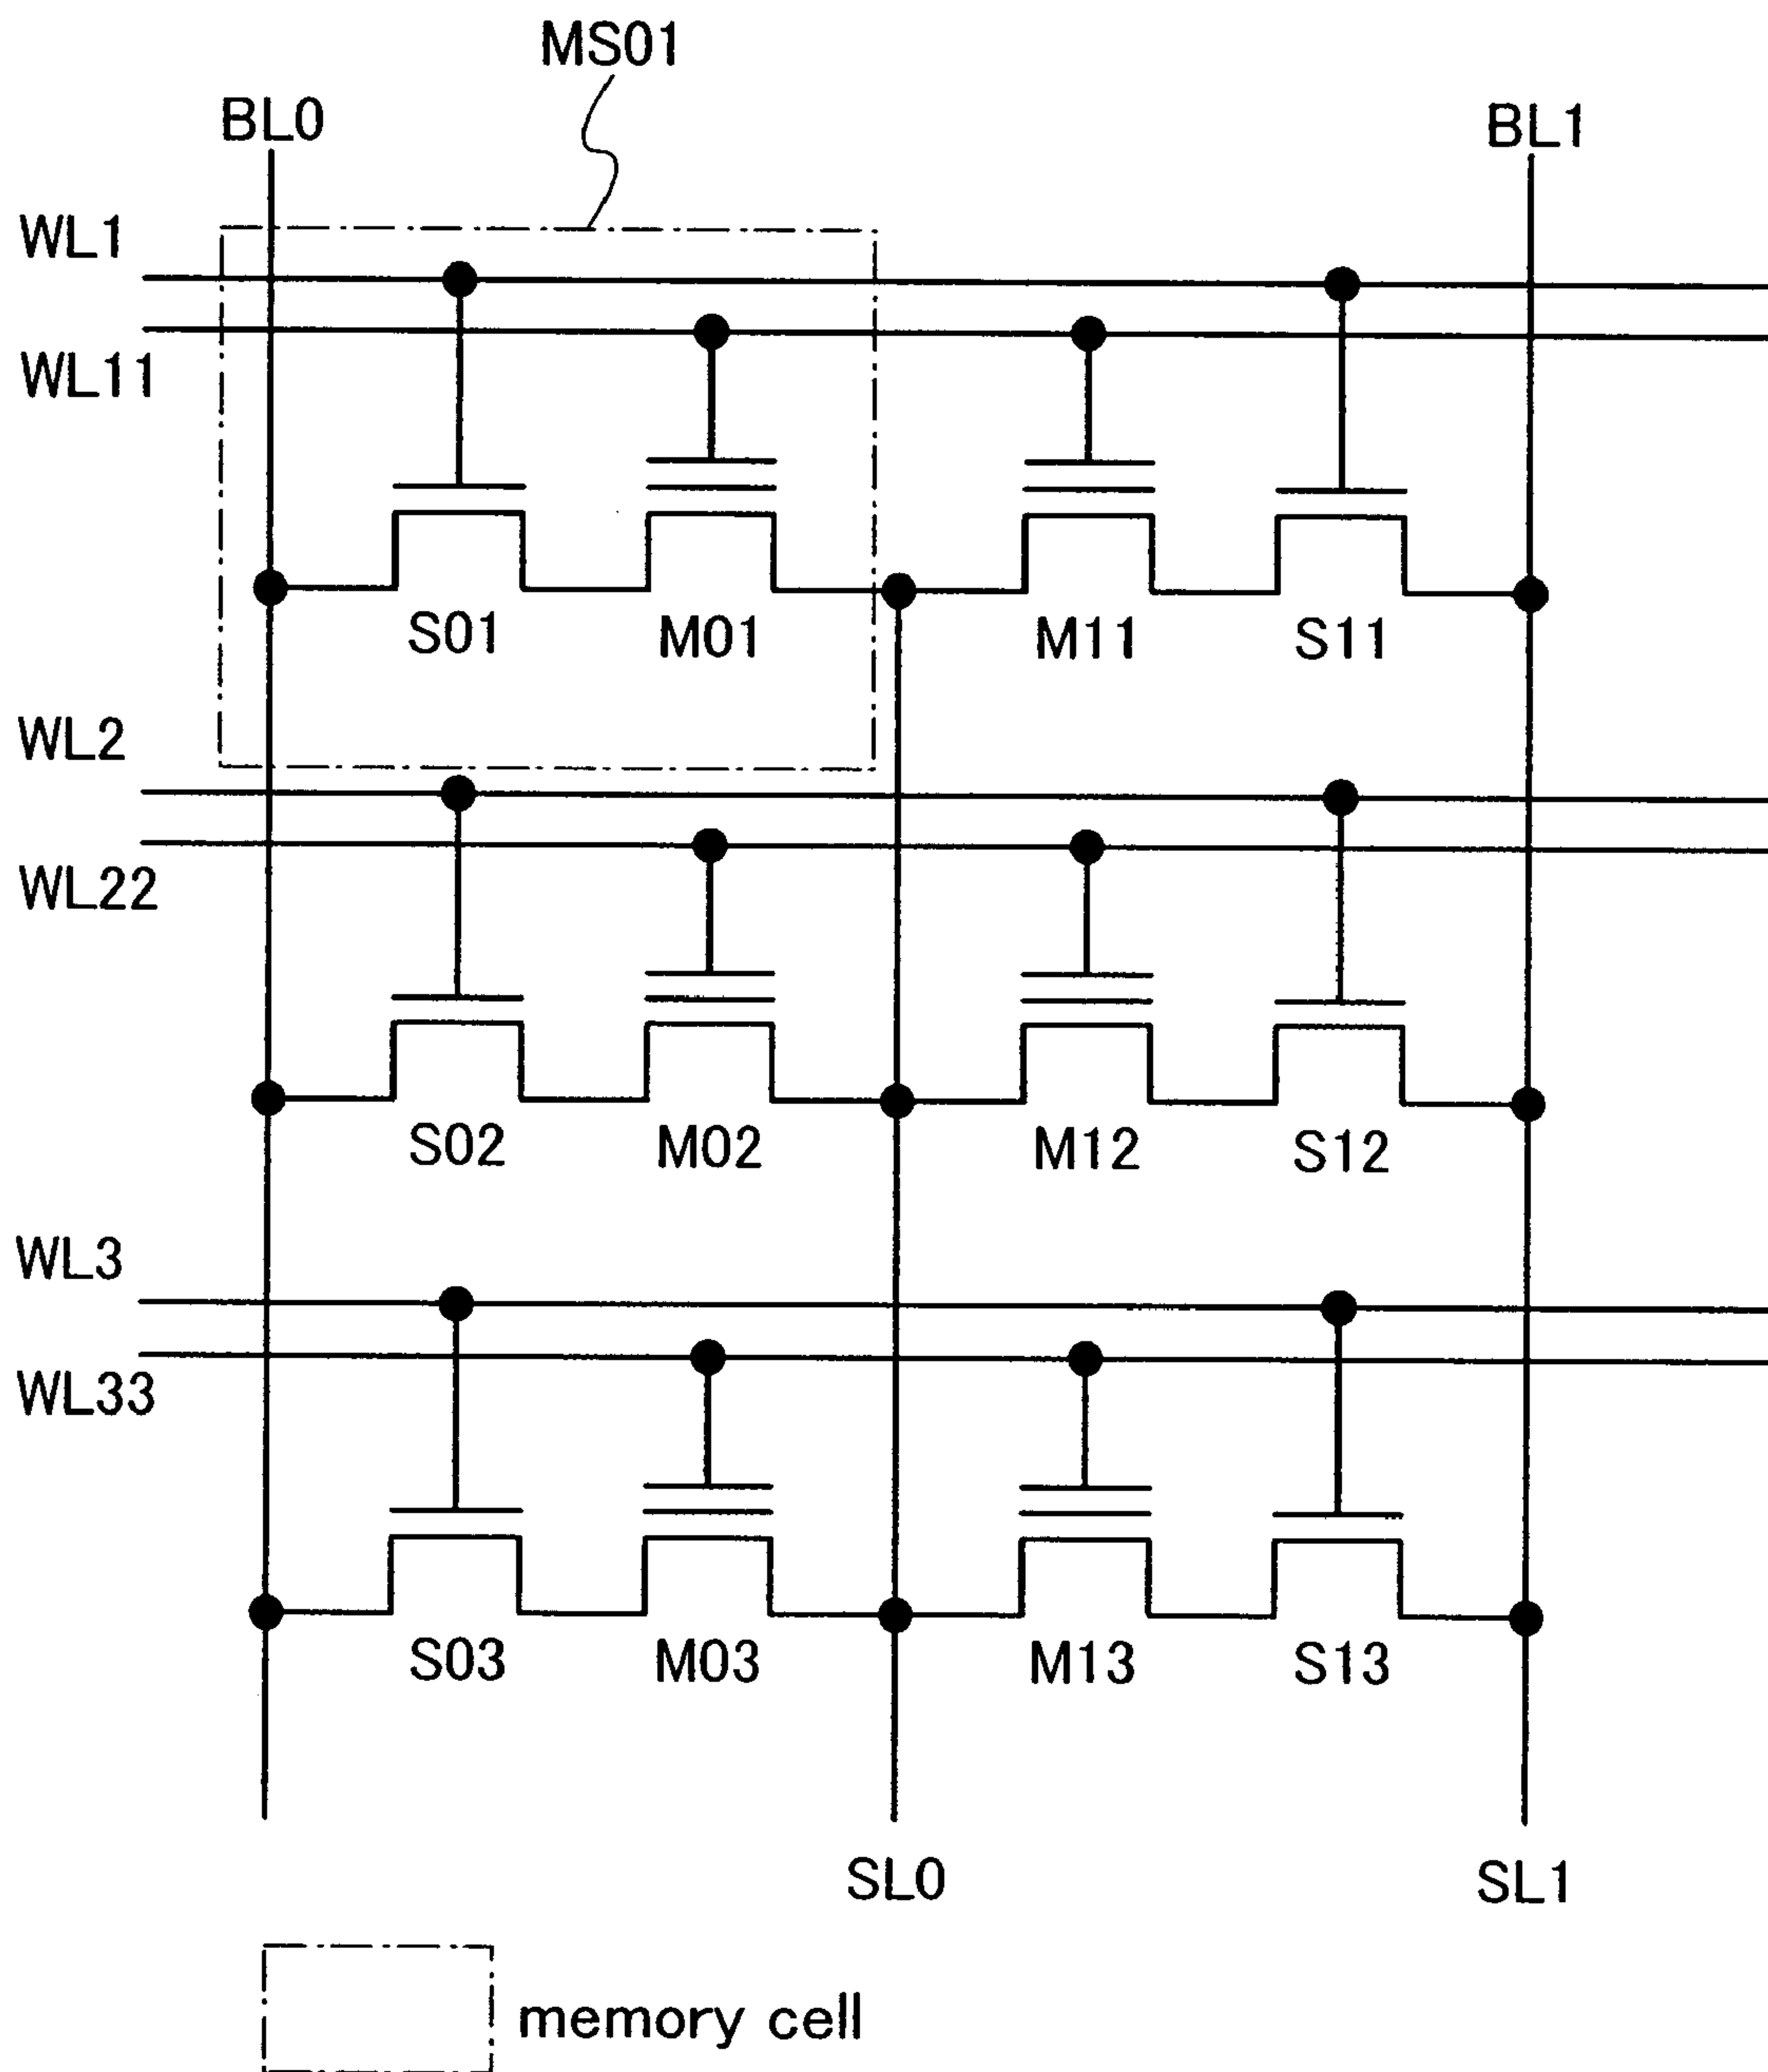 MS01
BL0 BL1
WL1
WL11
S01 M01 M11 S11
WL2
WL22
S02 M02 M12 S12
WL3
WL33
S03 M03 M13 S13
SL0 SL1
memory cell